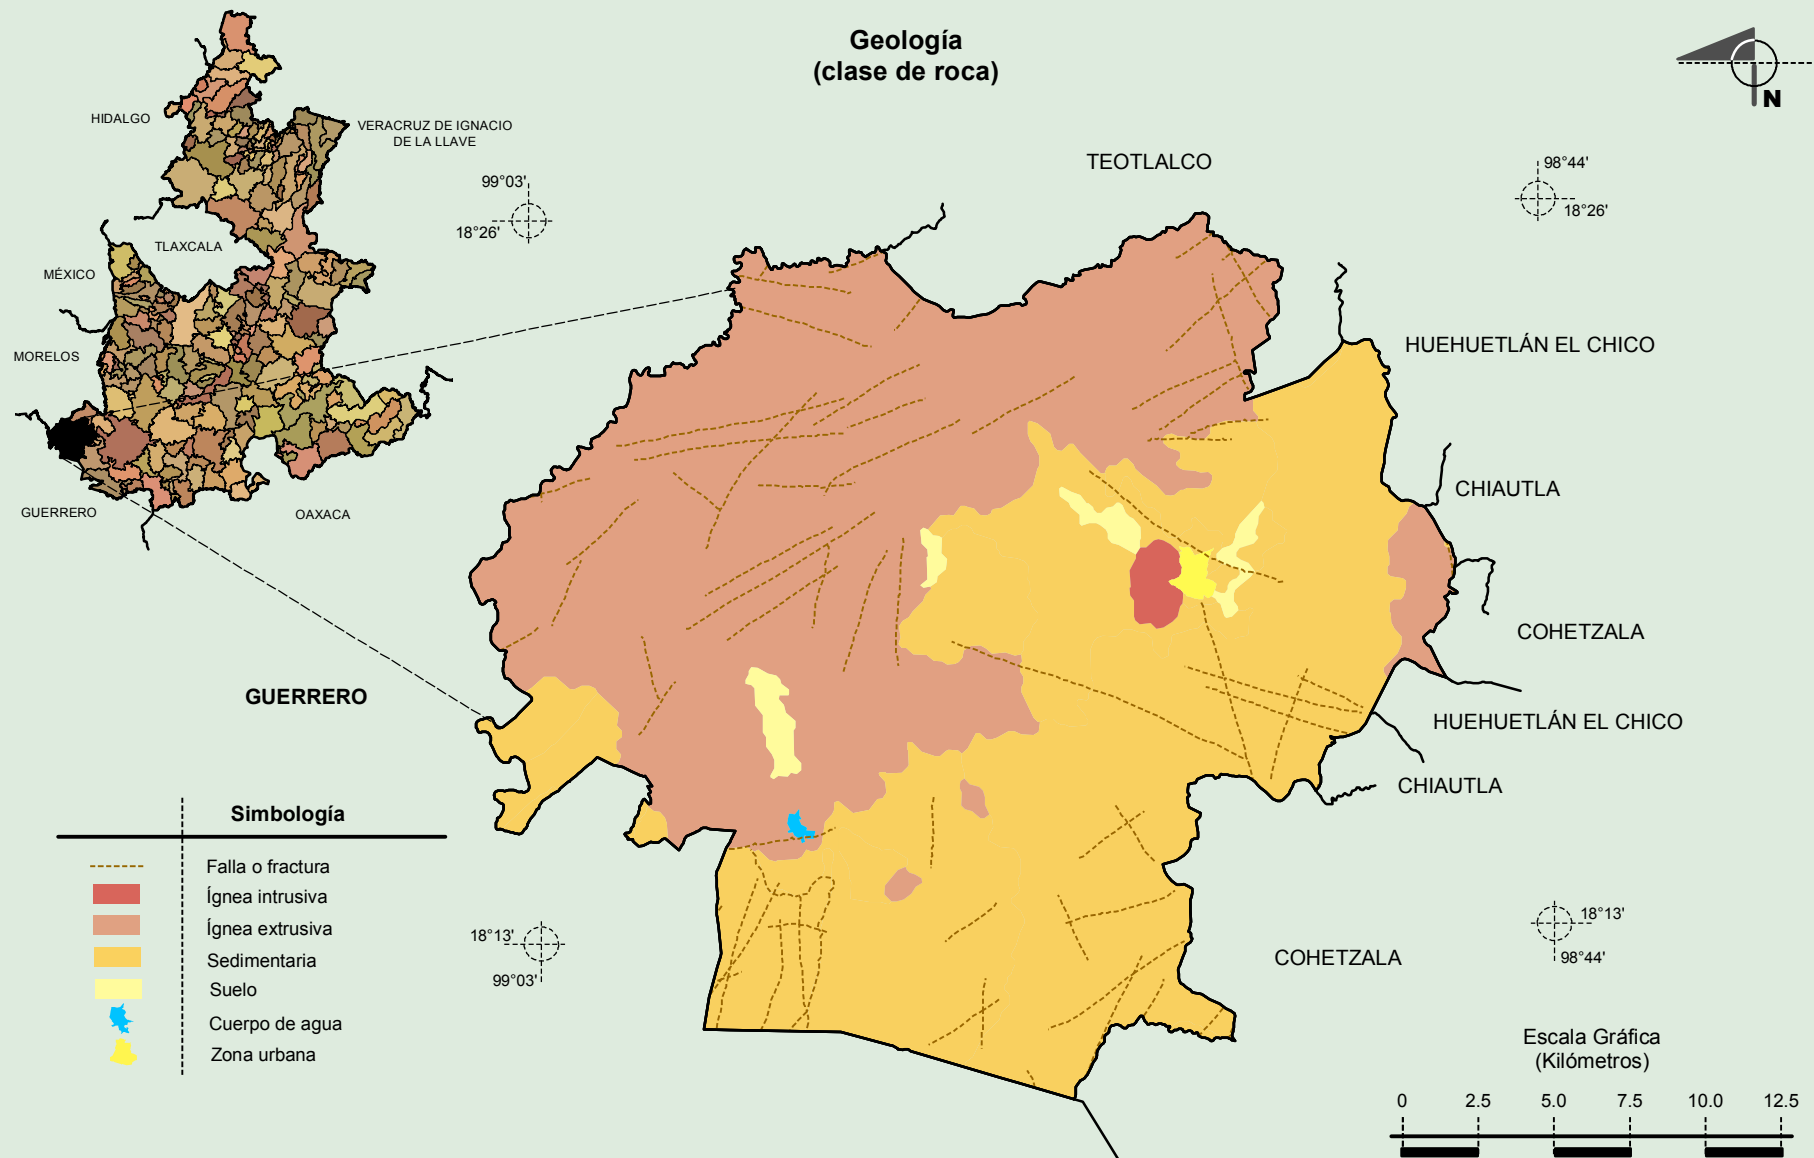 Geología
(clase de roca)
N
HIDALGO
VERACRUZ DE IGNACIO
DE LA LLAVE
TLAXCALA
MÉXICO
MORELOS
GUERRERO
OAXACA
99°03'
18°26'
TEOTLALCO
98°44'
18°26'
HUEHUETLÁN EL CHICO
CHIAUTLA
COHETZALA
HUEHUETLÁN EL CHICO
CHIAUTLA
COHETZALA
GUERRERO
18°13'
99°03'
18°13'
98°44'
Simbología
Falla o fractura
Ígnea intrusiva
Ígnea extrusiva
Sedimentaria
Suelo
Cuerpo de agua
Zona urbana
Escala Gráfica
(Kilómetros)
0 2.5 5.0 7.5 10.0 12.5